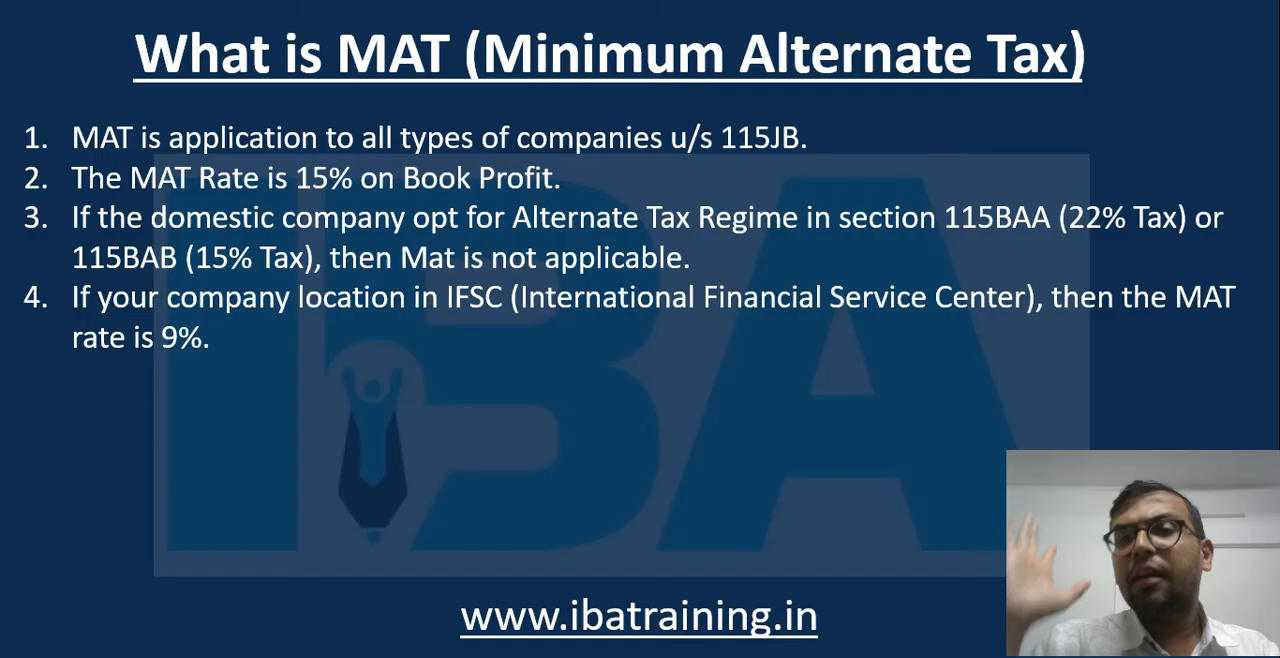 What is MAT (Minimum Alternate Tax)
1. MAT is application to all types of companies u/s 115JB.
2. The MAT Rate is 15% on Book Profit.
3. If the domestic company opt for Alternate Tax Regime in section 115BAA (22% Tax) or
115BAB (15% Tax), then Mat is not applicable.
4. If your company location in IFSC (International Financial Service Center), then the MAT
rate is 9%.
IBA
www.ibatraining.in